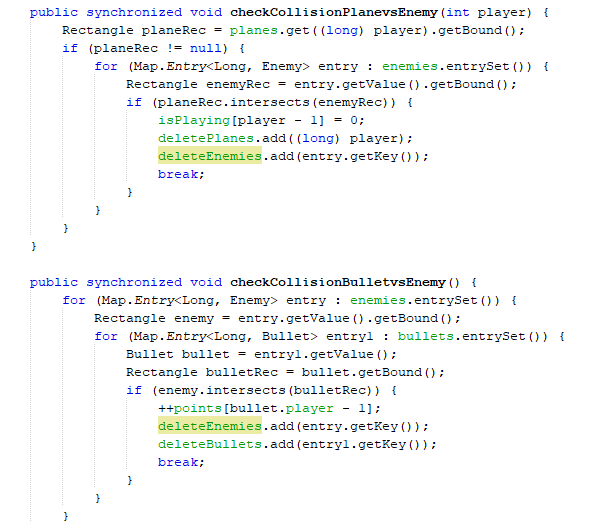 public synchronized void checkCollisionPlanevsEnemy(int player) {
    Rectangle planeRec = planes.get((long) player).getBound();
    if (planeRec != null) {
        for (Map.Entry<Long, Enemy> entry : enemies.entrySet()) {
            Rectangle enemyRec = entry.getValue().getBound();
            if (planeRec.intersects(enemyRec)) {
                isPlaying[player - 1] = 0;
                deletePlanes.add((long) player);
                deleteEnemies.add(entry.getKey());
                break;
            }
        }
    }
}

public synchronized void checkCollisionBulletvsEnemy() {
    for (Map.Entry<Long, Enemy> entry : enemies.entrySet()) {
        Rectangle enemy = entry.getValue().getBound();
        for (Map.Entry<Long, Bullet> entry1 : bullets.entrySet()) {
            Bullet bullet = entry1.getValue();
            Rectangle bulletRec = bullet.getBound();
            if (enemy.intersects(bulletRec)) {
                ++points[bullet.player - 1];
                deleteEnemies.add(entry.getKey());
                deleteBullets.add(entry1.getKey());
                break;
            }
        }
    }